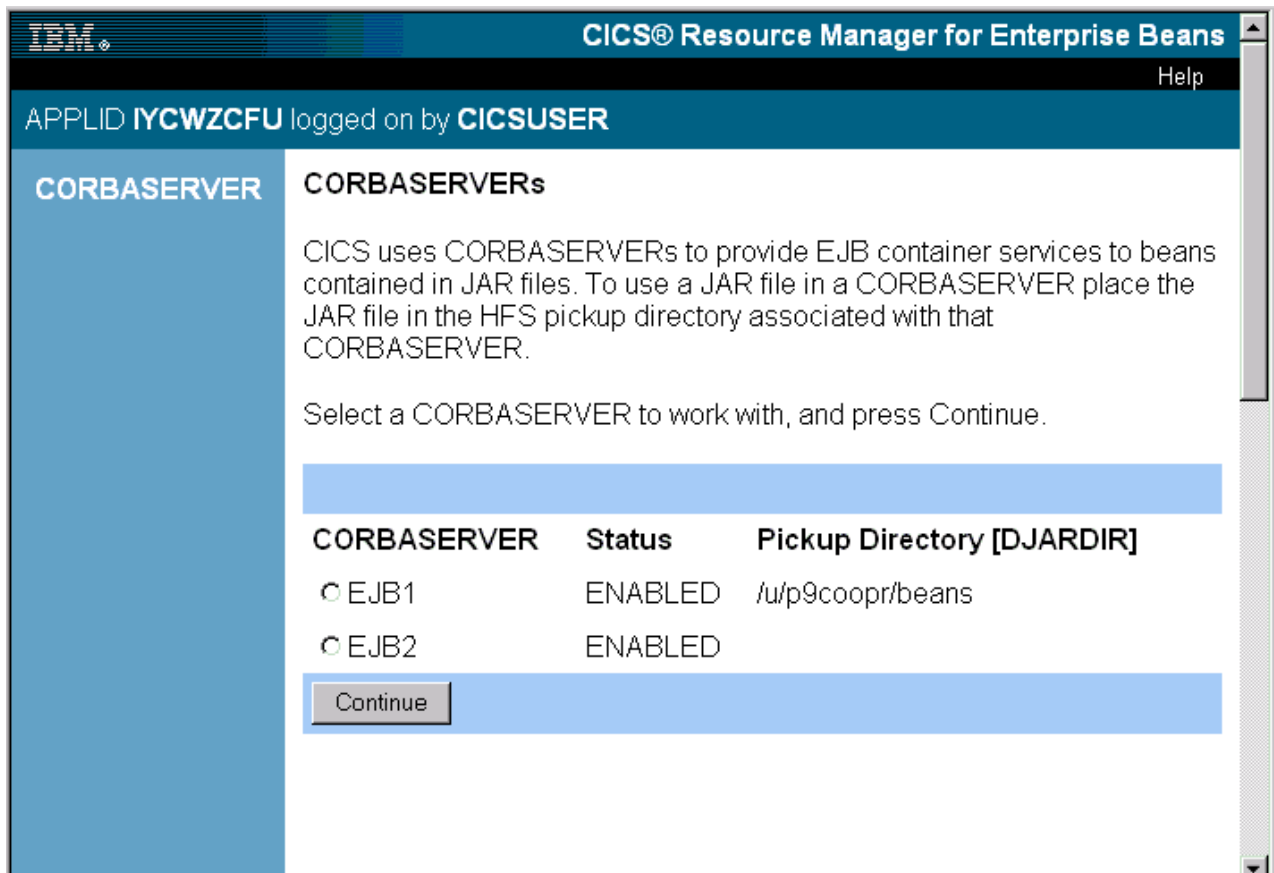 IBM®
CICS® Resource Manager for Enterprise Beans
Help
APPLID IYCWZCFU logged on by CICSUSER
CORBASERVER
CORBASERVERs
CICS uses CORBASERVERs to provide EJB container services to beans
contained in JAR files. To use a JAR file in a CORBASERVER place the
JAR file in the HFS pickup directory associated with that
CORBASERVER.
Select a CORBASERVER to work with, and press Continue.
CORBASERVER Status Pickup Directory [DJARDIR]
EJB1 ENABLED /u/p9coopr/beans
EJB2 ENABLED
Continue